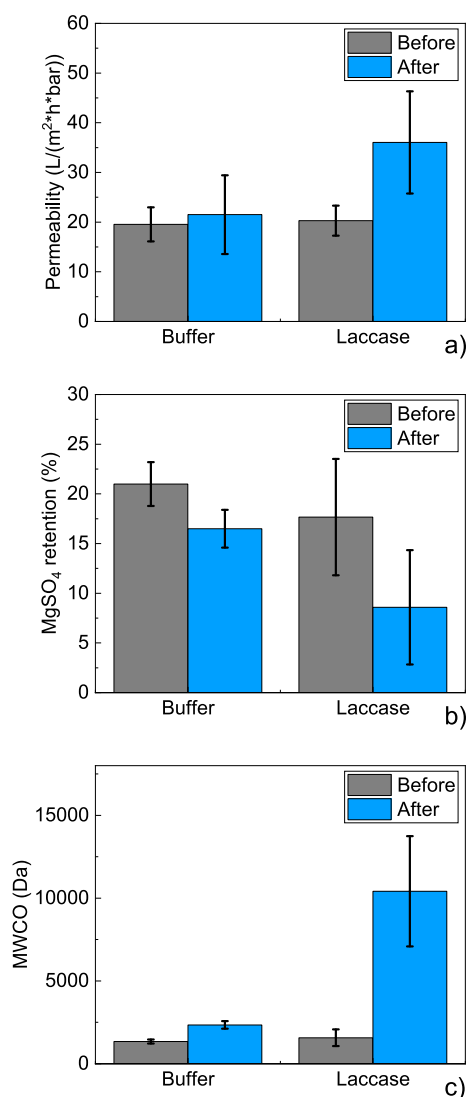 60
50
40
30
20
10
0
Permeability (L/(m²*h*bar))
Before
After
Buffer
Laccase
a)
30
25
20
15
10
5
0
MgSO₄ retention (%)
Before
After
Buffer
Laccase
b)
15000
10000
5000
0
MWCO (Da)
Before
After
Buffer
Laccase
c)